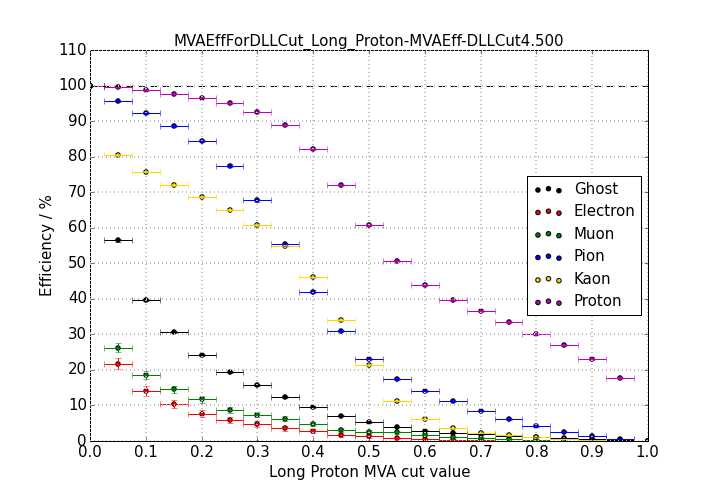 MVAEffForDLLCut_Long_Proton-MVAEff-DLLCut4.500
110
100
90
80
70
60
50
40
30
20
10
0
Efficiency / %
Ghost
Electron
Muon
Pion
Kaon
Proton
0.0 0.1 0.2 0.3 0.4 0.5 0.6 0.7 0.8 0.9 1.0
Long Proton MVA cut value